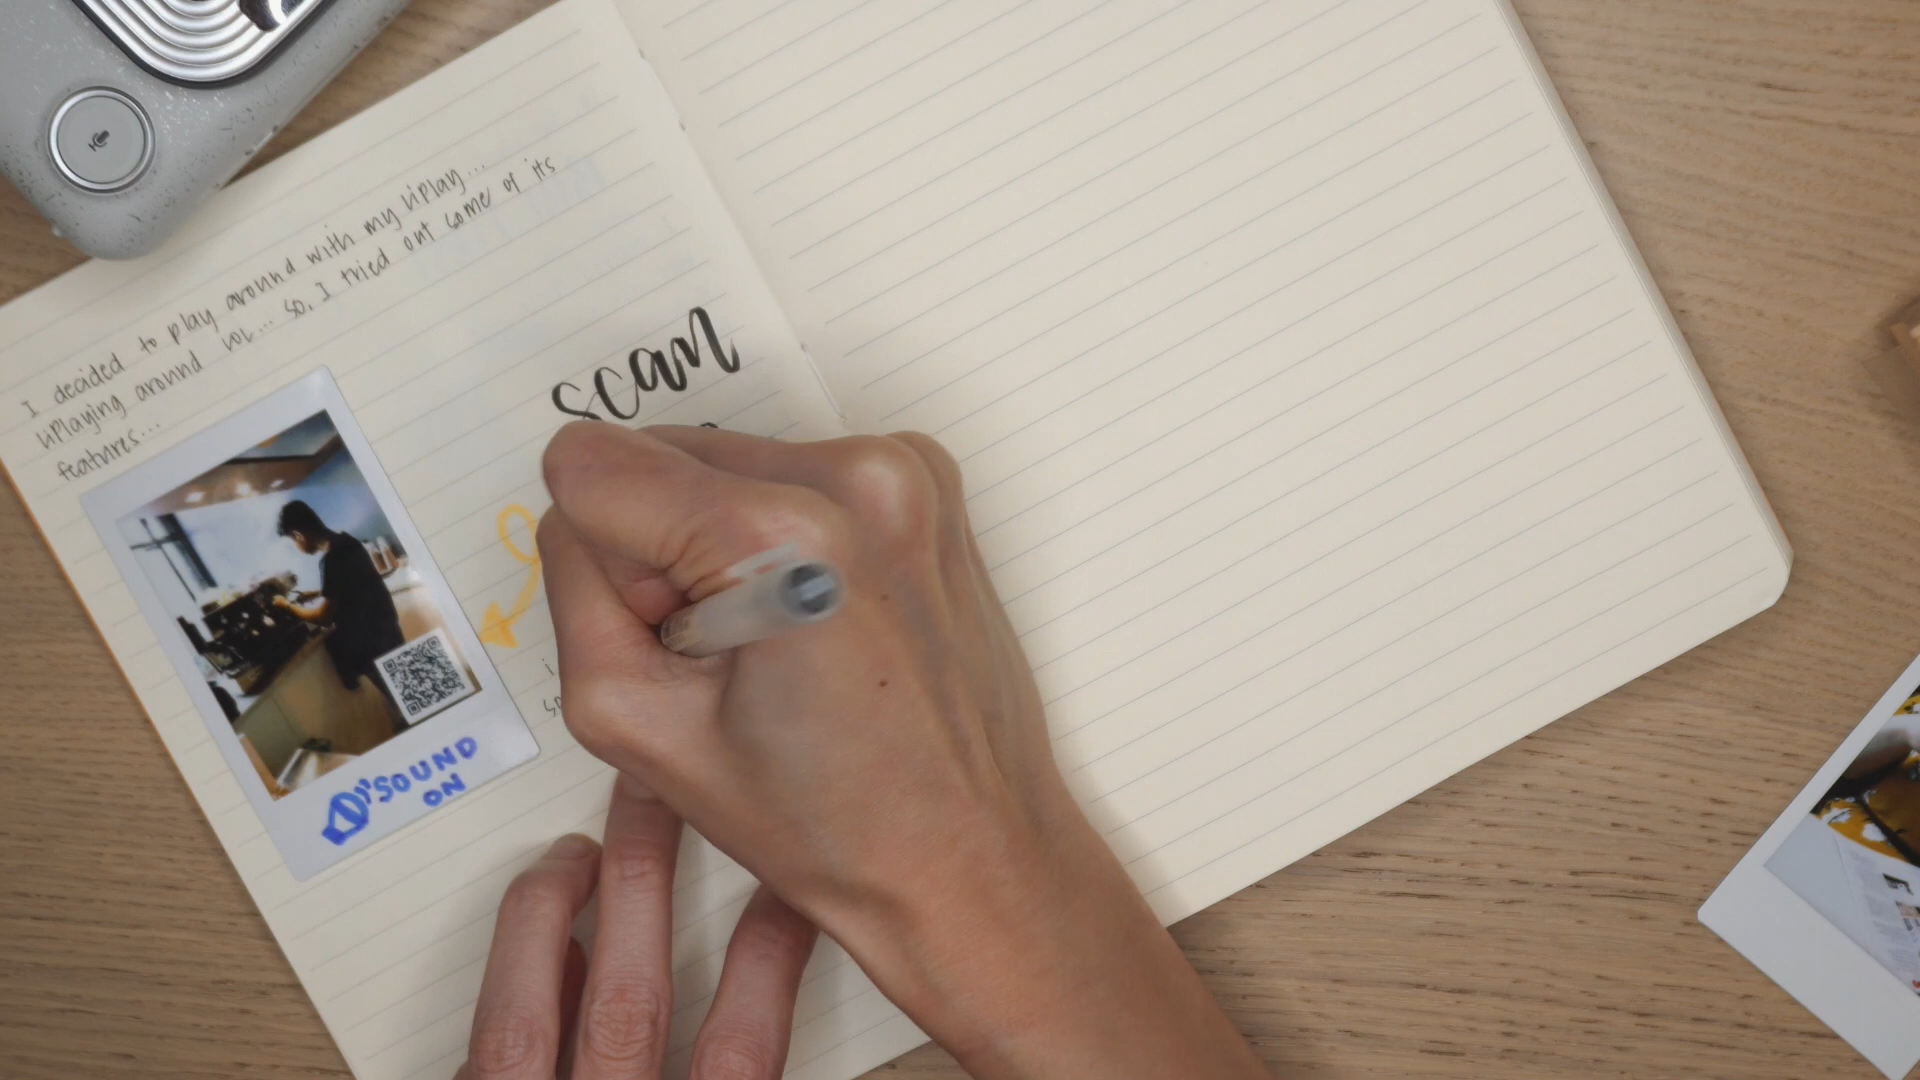 I decided to play around with my LiPlay...
LiPlaying around LOL... so, I tried out some of its
features...
scan
SOUND
ON
i